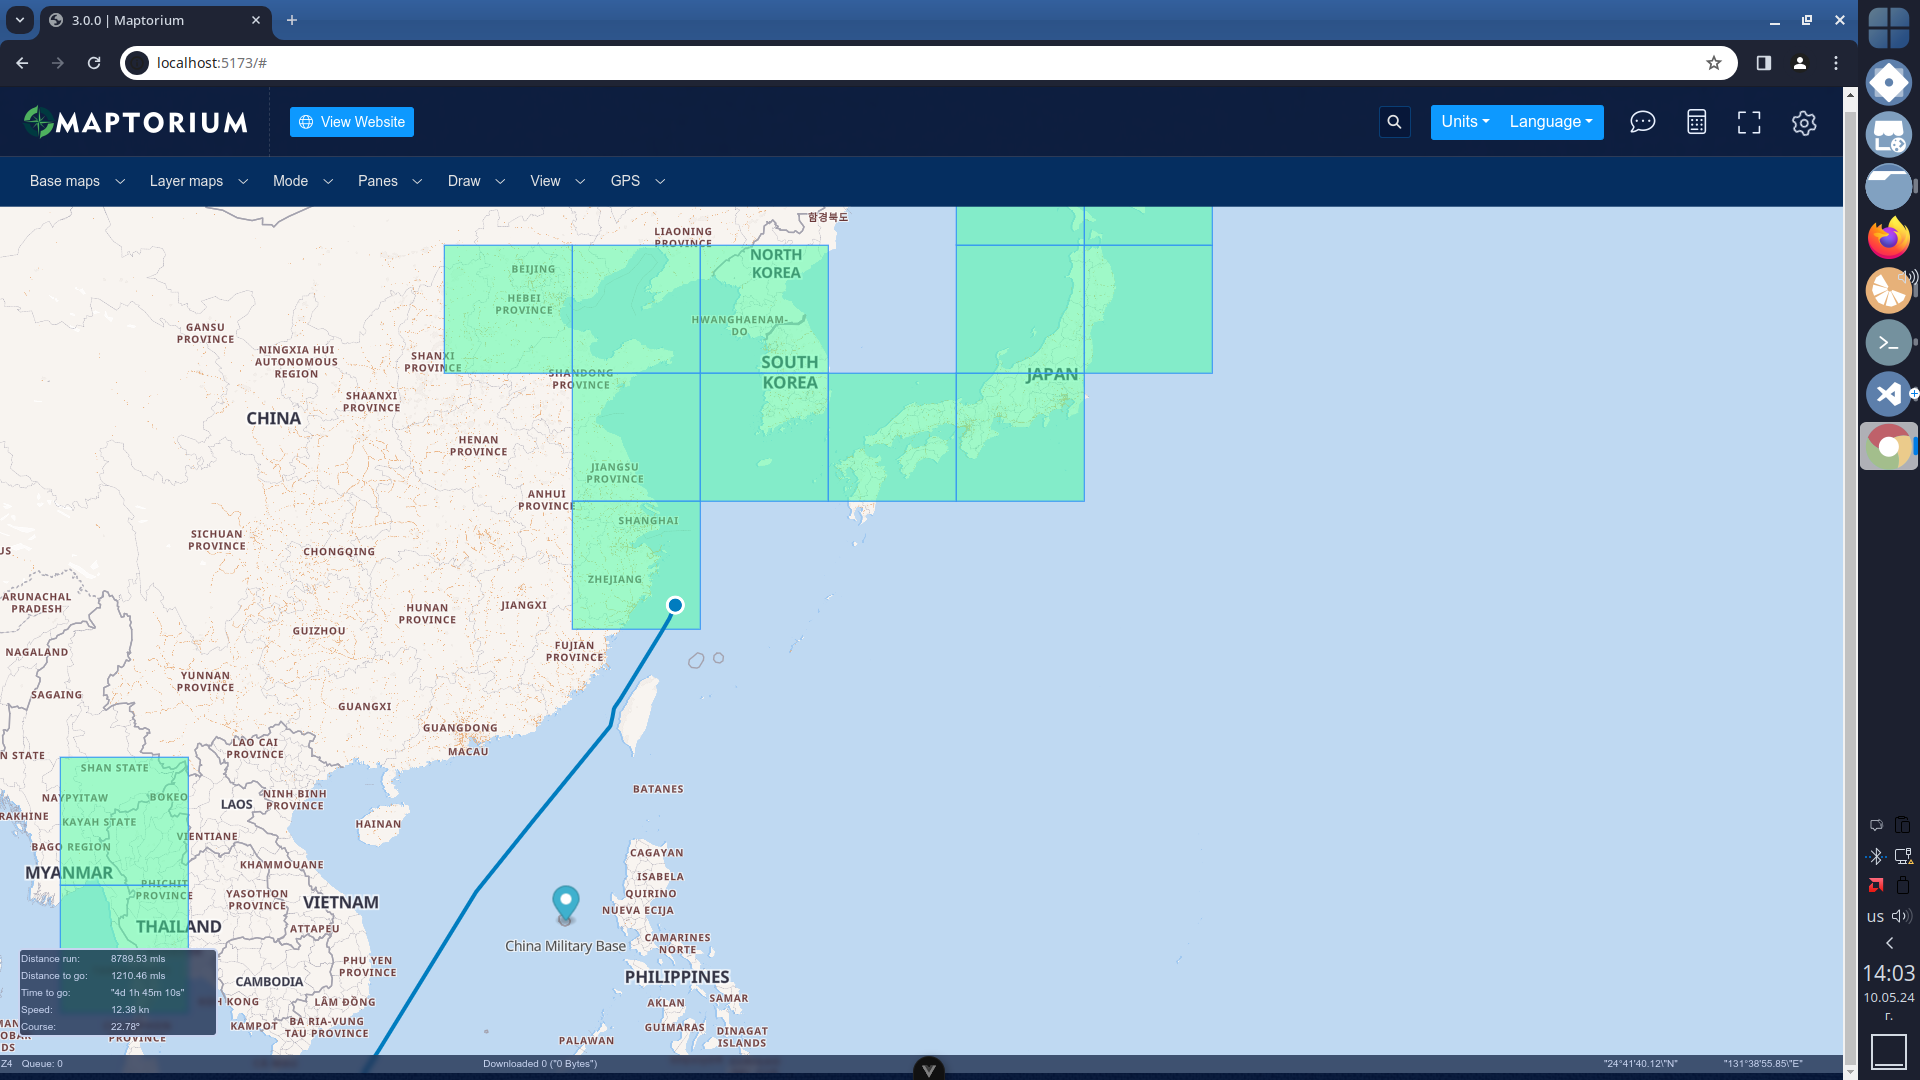 3.0.0 | Maptorium
localhost:5173/#
MAPTORIUM
View Website
Units
Language
Base maps
Layer maps
Mode
Panes
Draw
View
GPS
함경북도
LIAONING
PROVINCE
NORTH
KOREA
BEIJING
HEBEI
PROVINCE
HWANGHAENAM-
DO
GANSU
PROVINCE
NINGXIA HUI
AUTONOMOUS
REGION
SHANXI
PROVINCE
SHANDONG
PROVINCE
SOUTH
KOREA
JAPAN
SHAANXI
PROVINCE
CHINA
HENAN
PROVINCE
JIANGSU
PROVINCE
ANHUI
PROVINCE
SHANGHAI
SICHUAN
PROVINCE
CHONGQING
US
ZHEJIANG
ARUNACHAL
PRADESH
HUNAN
PROVINCE
JIANGXI
GUIZHOU
FUJIAN
PROVINCE
NAGALAND
YUNNAN
PROVINCE
SAGAING
GUANGXI
GUANGDONG
MACAU
LAO CAI
PROVINCE
N STATE
SHAN STATE
BATANES
NAYPYITAW
BOKEO
LAOS
NINH BINH
PROVINCE
RAKHINE
KAYAH STATE
HAINAN
VIENTIANE
BAGO REGION
CAGAYAN
KHAMMOUANE
MYANMAR
ISABELA
PHICHIT
PROVINCE
YASOTHON
PROVINCE
VIETNAM
QUIRINO
NUEVA ECIJA
THAILAND
ATTAPEU
China Military Base
CAMARINES
NORTE
PHU YEN
PROVINCE
CAMBODIA
PHILIPPINES
Distance run: 8789.53 mls
Distance to go: 1210.46 mls
Time to go: "4d 1h 45m 10s"
Speed: 12.38 kn
Course: 22.78°
H KONG
LÂM ĐỒNG
AKLAN
SAMAR
KAMPOT
BA RIA-VUNG
TAU PROVINCE
GUIMARAS
DINAGAT
ISLANDS
PROVINCE
PALAWAN
Z4 Queue: 0
Downloaded 0 ("0 Bytes")
"24°41'40.12\"N"
"131°38'55.85\"E"
us
14:03
10.05.24
г.